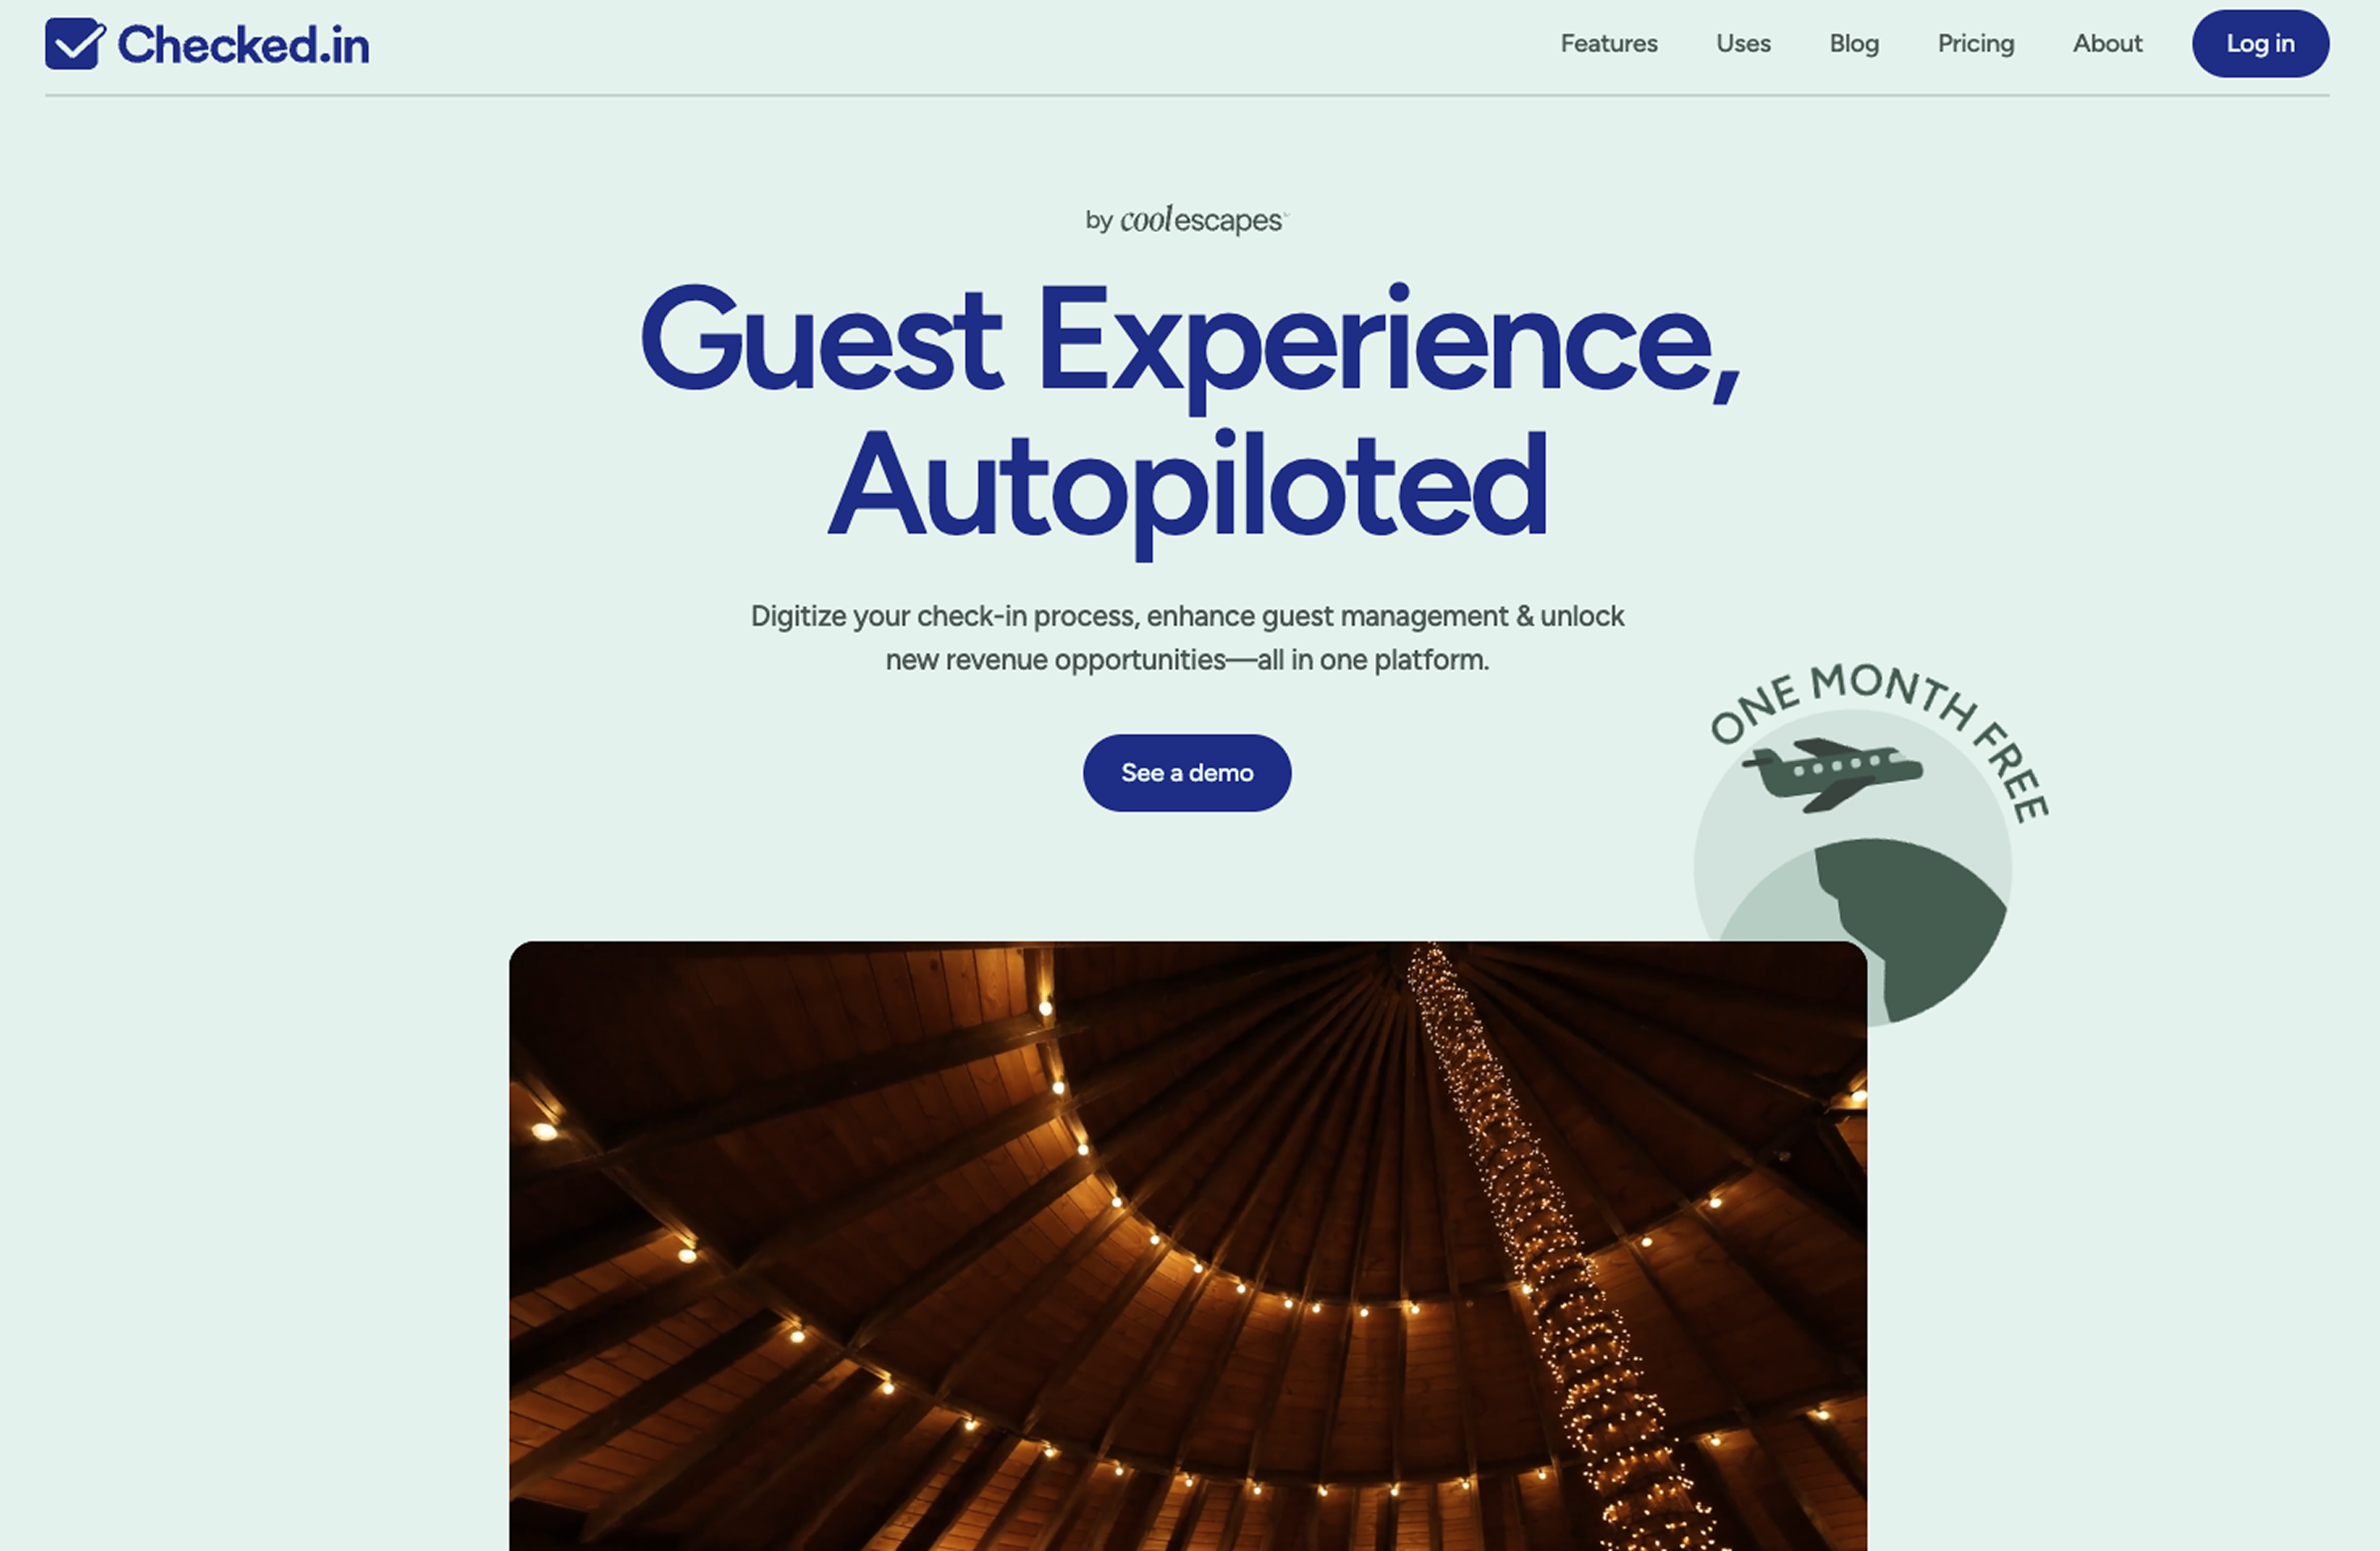 Checked.in
Features
Uses
Blog
Pricing
About
Log in
by coolescapes
Guest Experience,
Autopiloted
Digitize your check-in process, enhance guest management & unlock
new revenue opportunities—all in one platform.
ONE MONTH FREE
See a demo